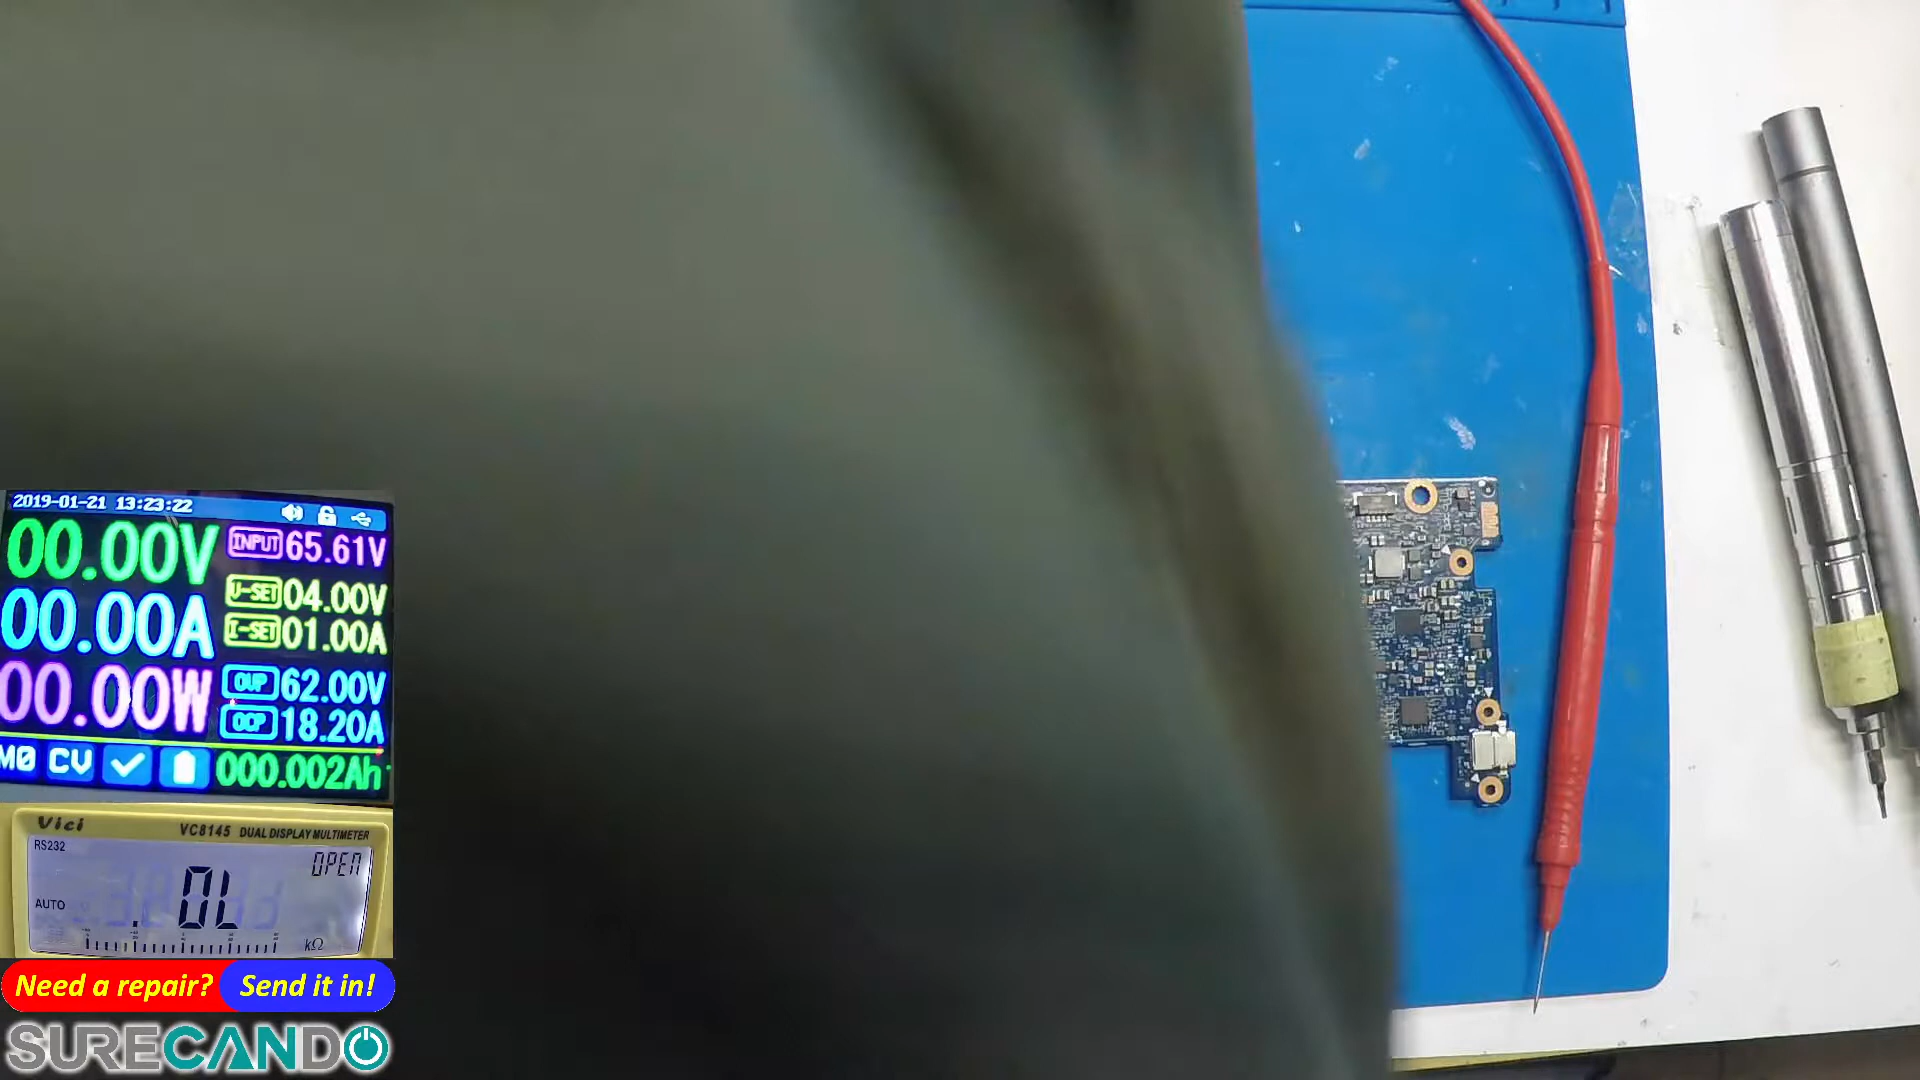 2019-01-21 13:23:22
00.00V
INPUT 65.61V
U-SET 04.00V
00.00A
I-SET 01.00A
00.00W
OVP 62.00V
OCP 18.20A
M0 CV 000.002Ah
Vici VC8145 DUAL DISPLAY MULTIMETER
RS232
OPEN
AUTO
.OL
kΩ
Need a repair? Send it in!
SURECANDO